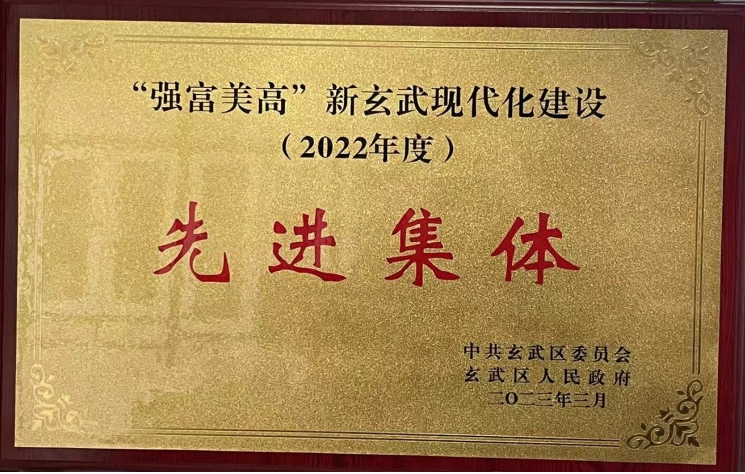 “强富美高”新玄武现代化建设
（2022年度）
先进集体
中共玄武区委员会
玄武区人民政府
二〇二三年三月